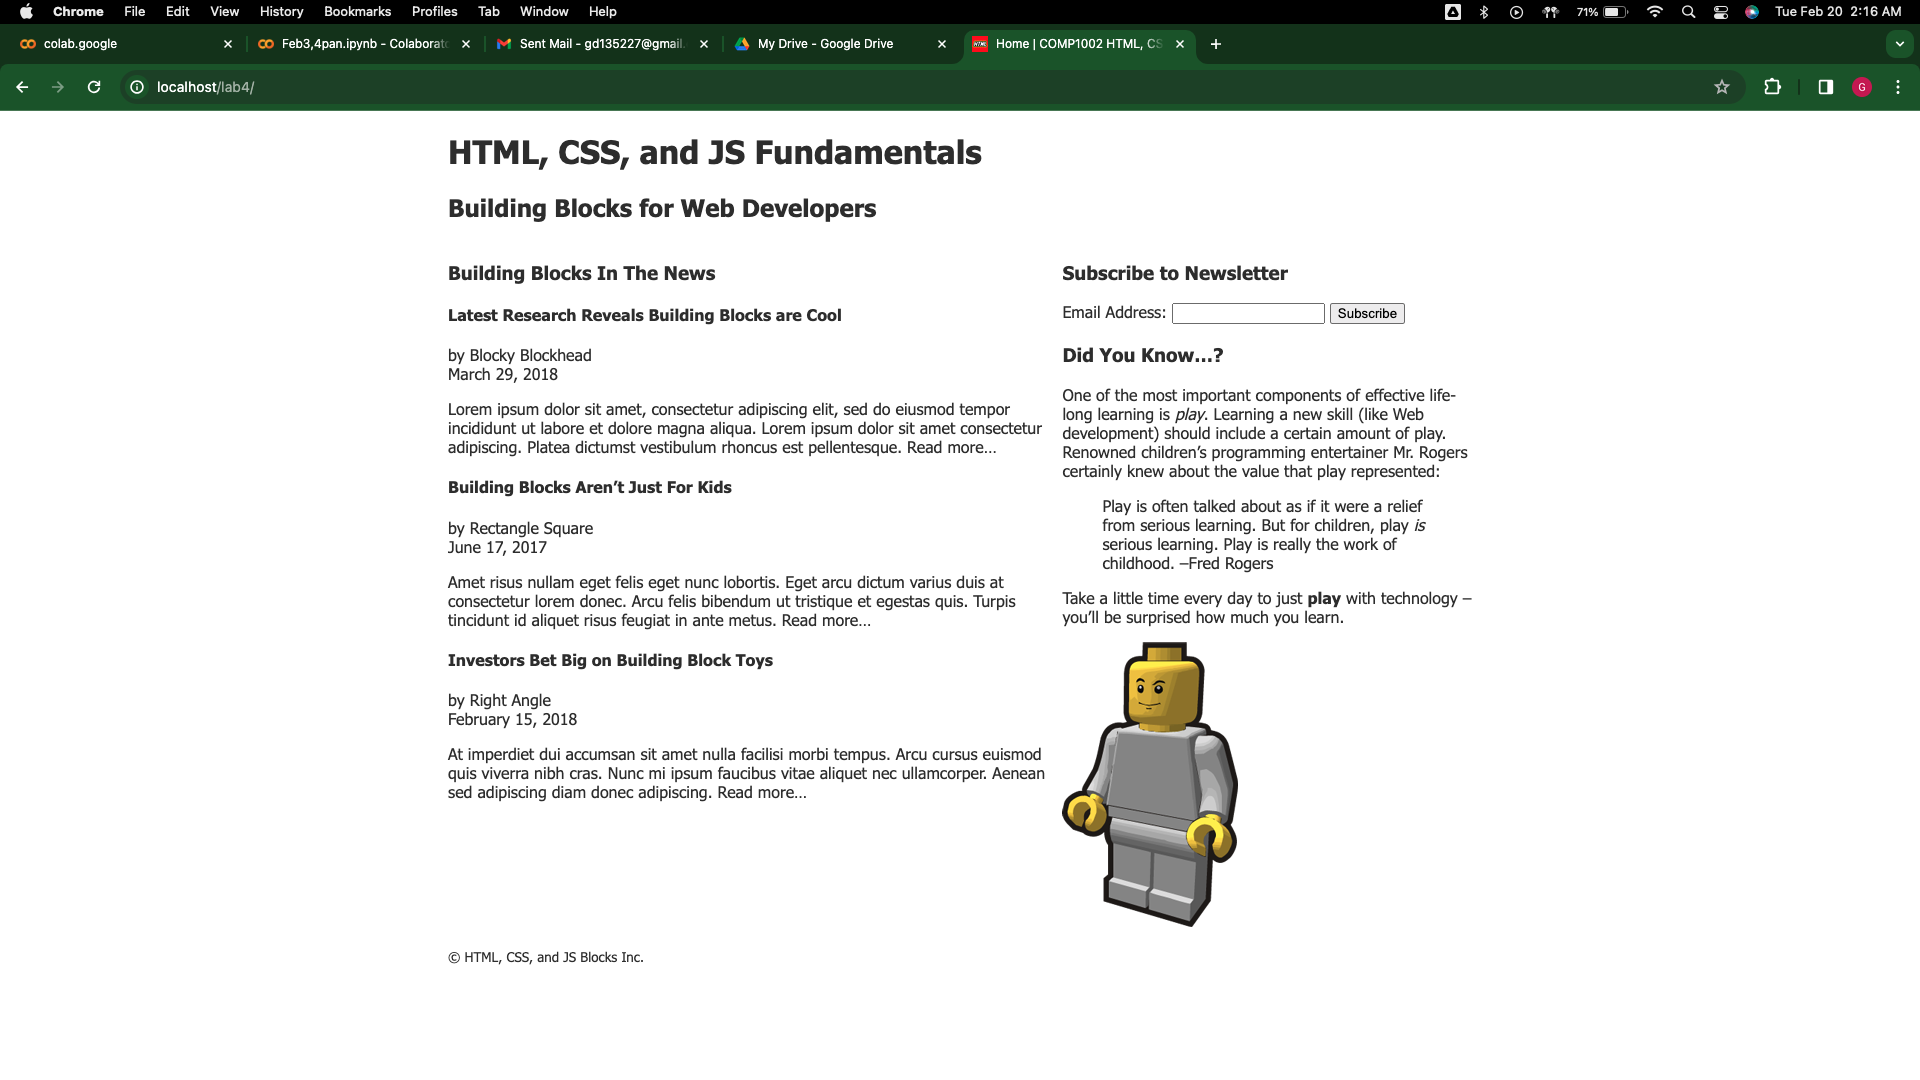 Chrome File Edit View History Bookmarks Profiles Tab Window Help 71% Tue Feb 20 2:16 AM
colab.google Feb3,4pan.ipynb - Colaborato Sent Mail - gd135227@gmail. My Drive - Google Drive Home | COMP1002 HTML, CS
localhost/lab4/ G
HTML, CSS, and JS Fundamentals
Building Blocks for Web Developers
Building Blocks In The News
Latest Research Reveals Building Blocks are Cool
by Blocky Blockhead
March 29, 2018
Lorem ipsum dolor sit amet, consectetur adipiscing elit, sed do eiusmod tempor
incididunt ut labore et dolore magna aliqua. Lorem ipsum dolor sit amet consectetur
adipiscing. Platea dictumst vestibulum rhoncus est pellentesque. Read more...
Building Blocks Aren’t Just For Kids
by Rectangle Square
June 17, 2017
Amet risus nullam eget felis eget nunc lobortis. Eget arcu dictum varius duis at
consectetur lorem donec. Arcu felis bibendum ut tristique et egestas quis. Turpis
tincidunt id aliquet risus feugiat in ante metus. Read more...
Investors Bet Big on Building Block Toys
by Right Angle
February 15, 2018
At imperdiet dui accumsan sit amet nulla facilisi morbi tempus. Arcu cursus euismod
quis viverra nibh cras. Nunc mi ipsum faucibus vitae aliquet nec ullamcorper. Aenean
sed adipiscing diam donec adipiscing. Read more...
Subscribe to Newsletter
Email Address: Subscribe
Did You Know...?
One of the most important components of effective life-
long learning is play. Learning a new skill (like Web
development) should include a certain amount of play.
Renowned children’s programming entertainer Mr. Rogers
certainly knew about the value that play represented:
Play is often talked about as if it were a relief
from serious learning. But for children, play is
serious learning. Play is really the work of
childhood. –Fred Rogers
Take a little time every day to just play with technology –
you’ll be surprised how much you learn.
© HTML, CSS, and JS Blocks Inc.